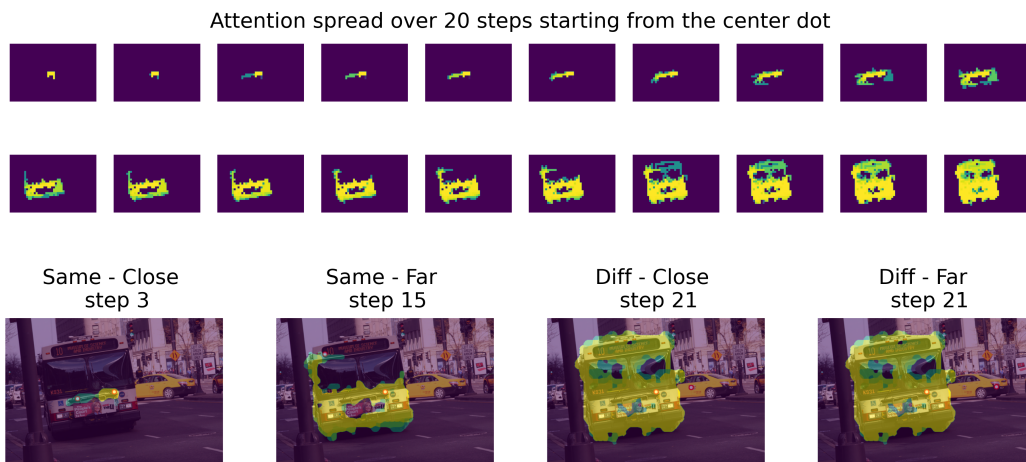 Attention spread over 20 steps starting from the center dot
Same - Close
step 3
Same - Far
step 15
Diff - Close
step 21
Diff - Far
step 21